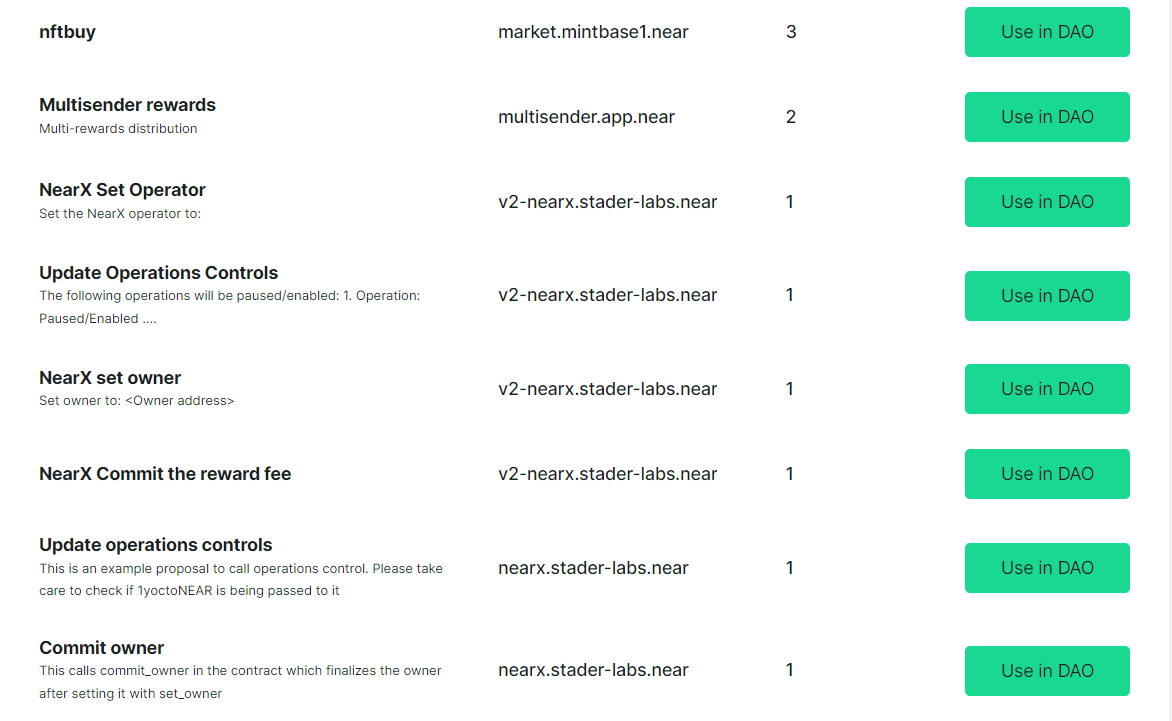 nftbuy market.mintbase1.near 3 Use in DAO
Multisender rewards
Multi-rewards distribution
multisender.app.near 2 Use in DAO
NearX Set Operator
Set the NearX operator to:
v2-nearx.stader-labs.near 1 Use in DAO
Update Operations Controls
The following operations will be paused/enabled: 1. Operation:
Paused/Enabled ....
v2-nearx.stader-labs.near 1 Use in DAO
NearX set owner
Set owner to: <Owner address>
v2-nearx.stader-labs.near 1 Use in DAO
NearX Commit the reward fee v2-nearx.stader-labs.near 1 Use in DAO
Update operations controls
This is an example proposal to call operations control. Please take
care to check if 1yoctoNEAR is being passed to it
nearx.stader-labs.near 1 Use in DAO
Commit owner
This calls commit_owner in the contract which finalizes the owner
after setting it with set_owner
nearx.stader-labs.near 1 Use in DAO